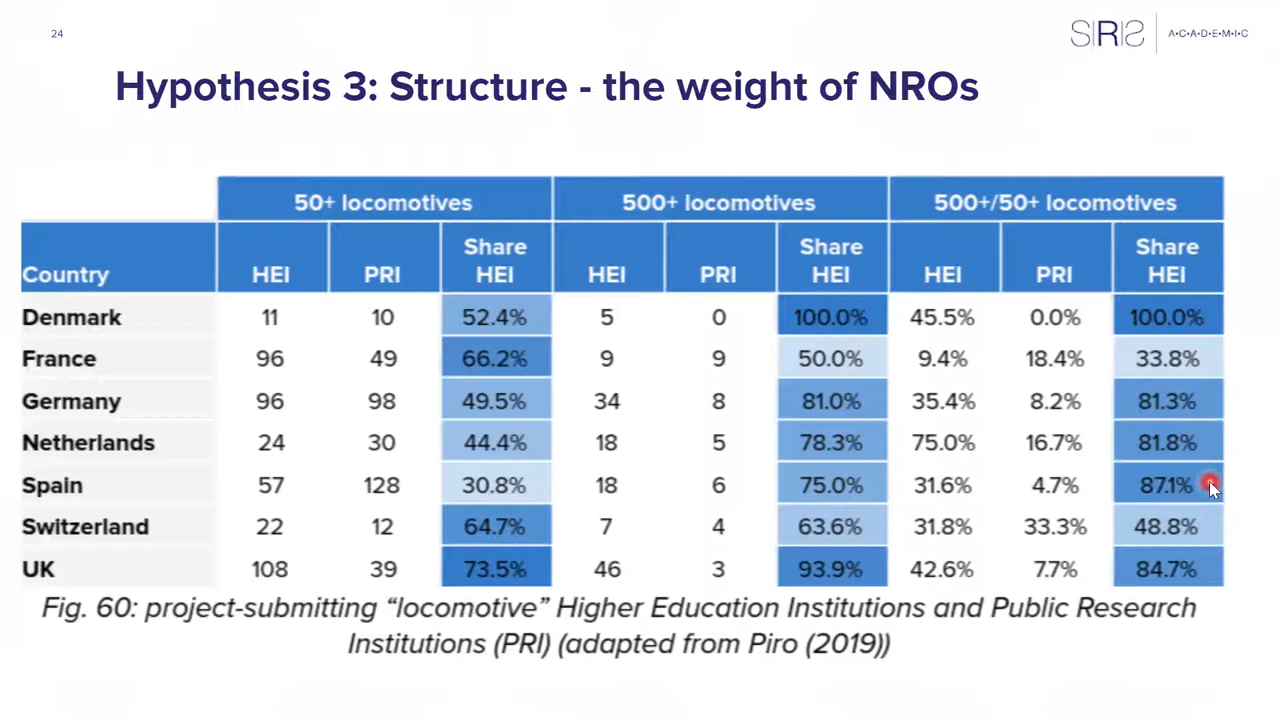 24
SIRIS A•C•A•D•E•M•I•C
Hypothesis 3: Structure - the weight of NROs
50+ locomotives 500+ locomotives 500+/50+ locomotives
Country HEI PRI Share HEI HEI PRI Share HEI HEI PRI Share HEI
Denmark 11 10 52.4% 5 0 100.0% 45.5% 0.0% 100.0%
France 96 49 66.2% 9 9 50.0% 9.4% 18.4% 33.8%
Germany 96 98 49.5% 34 8 81.0% 35.4% 8.2% 81.3%
Netherlands 24 30 44.4% 18 5 78.3% 75.0% 16.7% 81.8%
Spain 57 128 30.8% 18 6 75.0% 31.6% 4.7% 87.1%
Switzerland 22 12 64.7% 7 4 63.6% 31.8% 33.3% 48.8%
UK 108 39 73.5% 46 3 93.9% 42.6% 7.7% 84.7%
Fig. 60: project-submitting “locomotive” Higher Education Institutions and Public Research
Institutions (PRI) (adapted from Piro (2019))